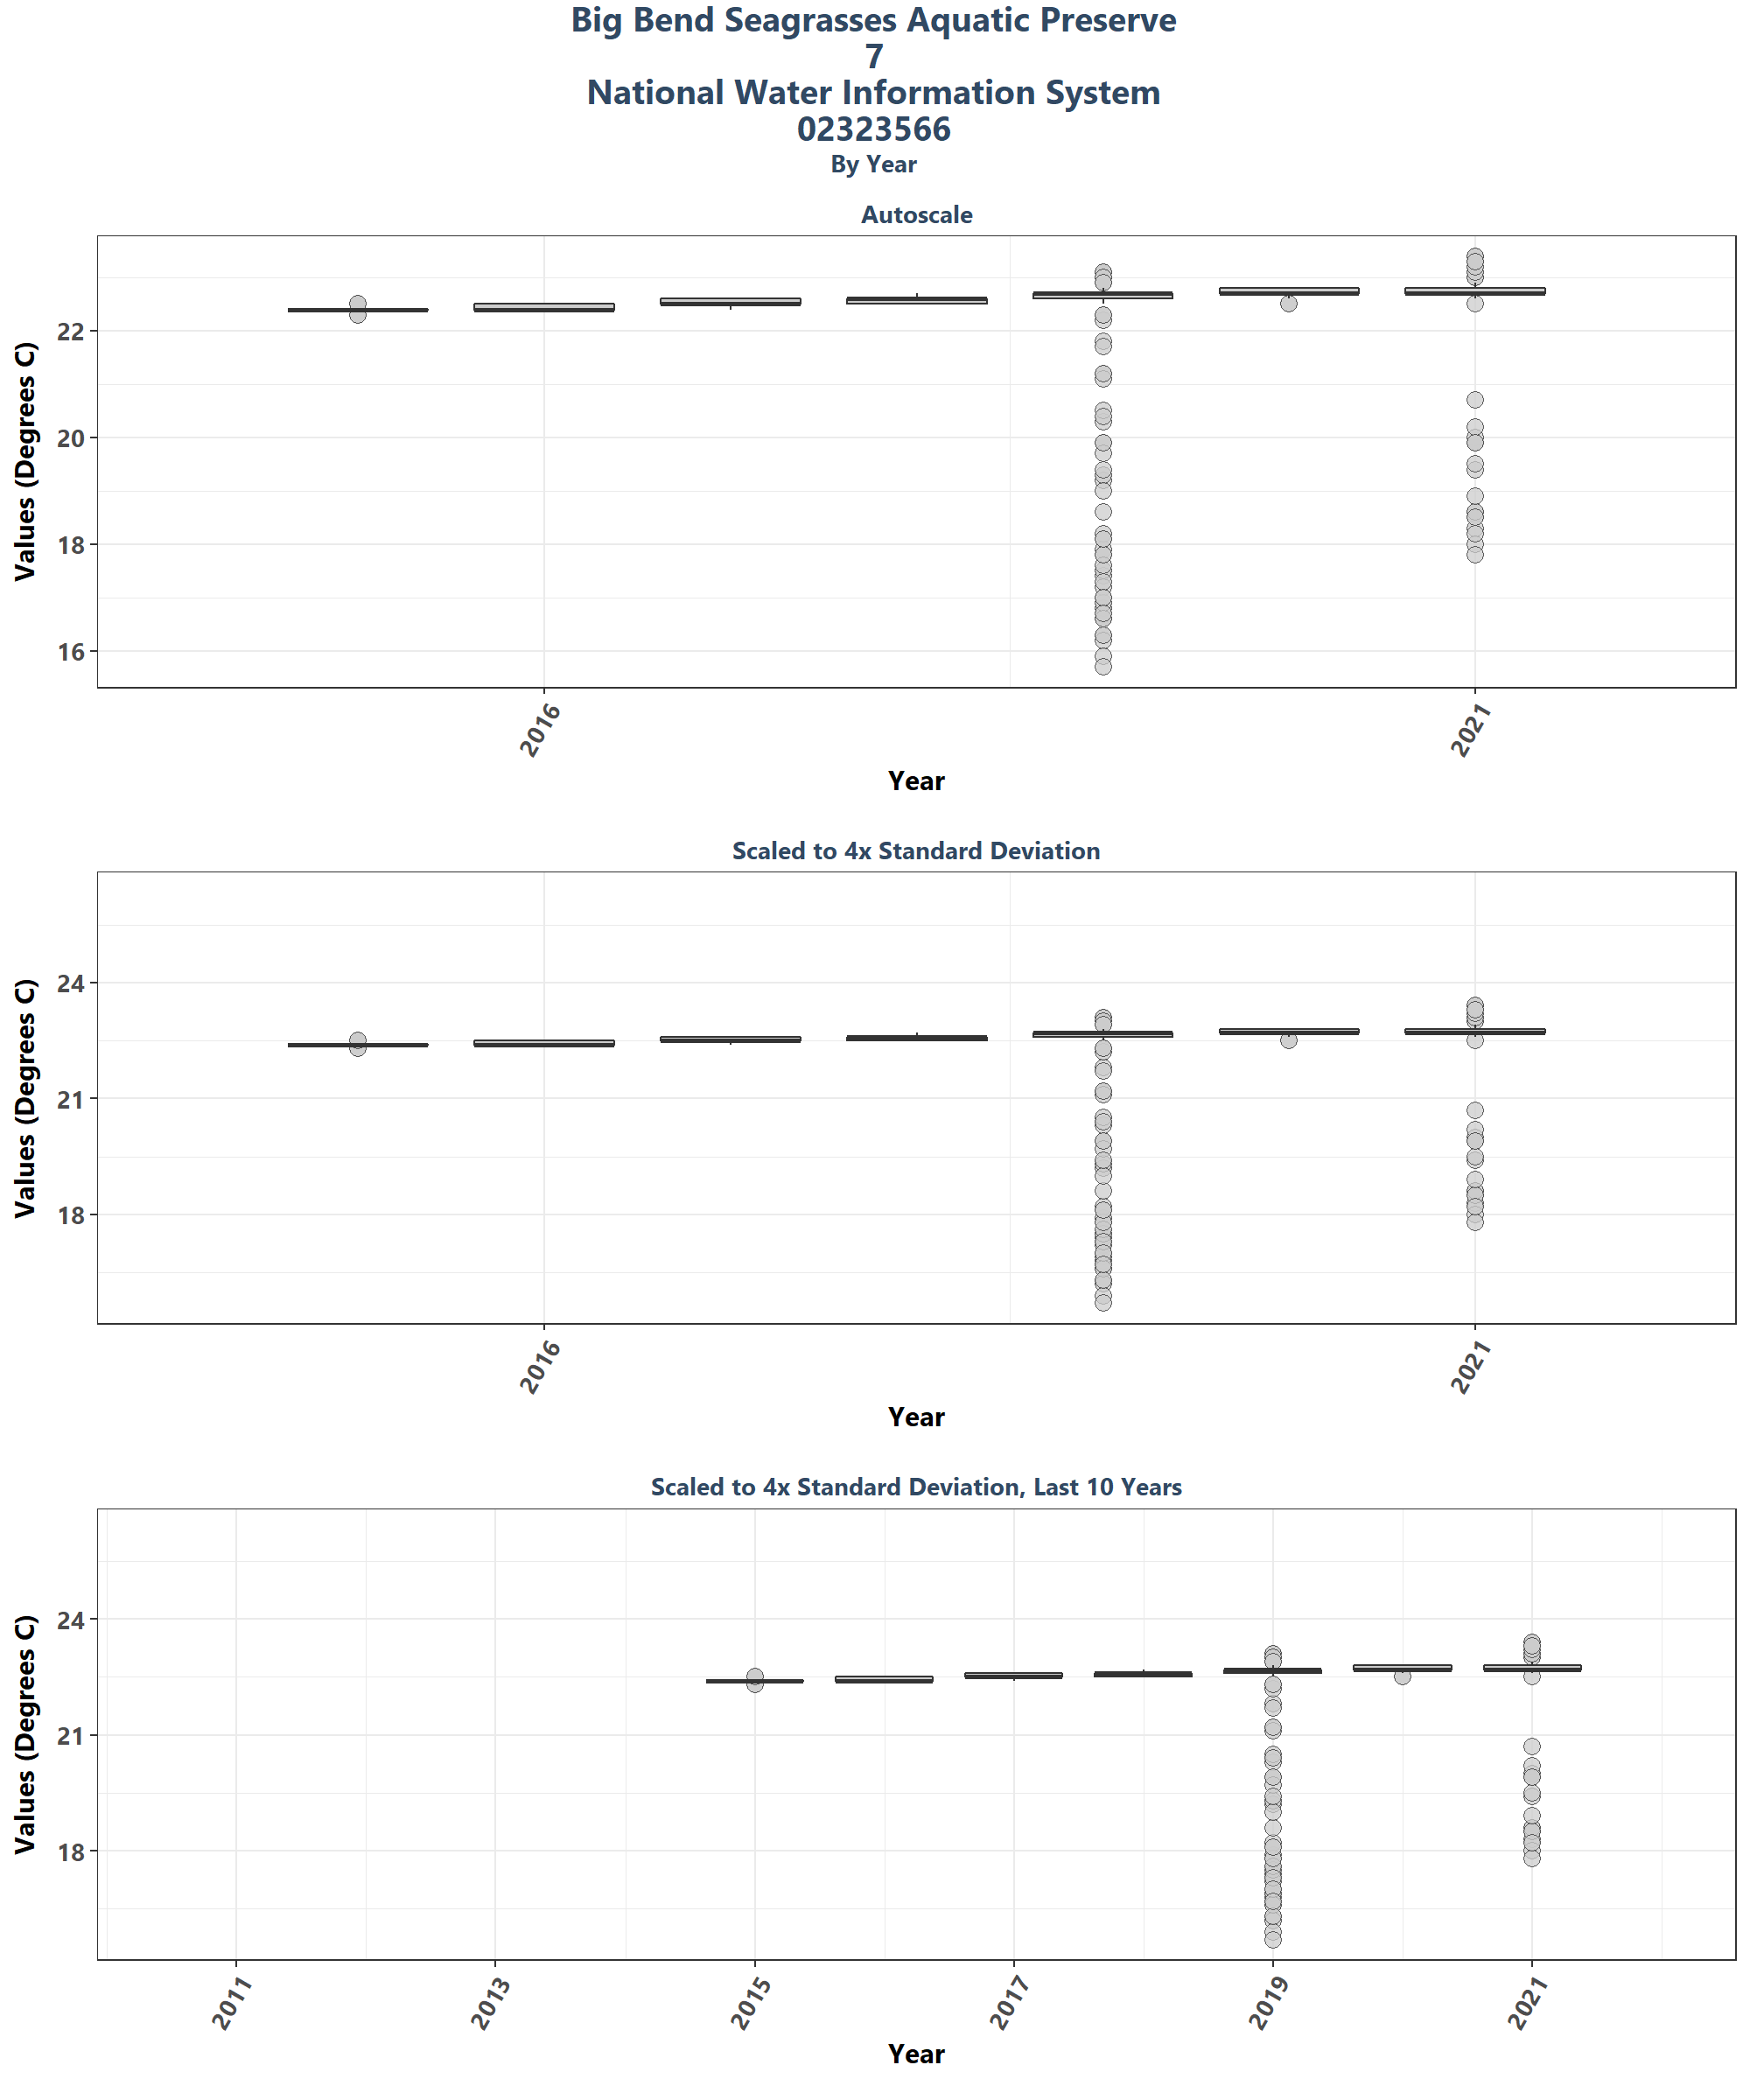 Big Bend Seagrasses Aquatic Preserve
7
National Water Information System
02323566
By Year
Autoscale
Values (Degrees C)
22
20
18
16
2016
2021
Year
Scaled to 4x Standard Deviation
Values (Degrees C)
24
21
18
2016
2021
Year
Scaled to 4x Standard Deviation, Last 10 Years
Values (Degrees C)
24
21
18
2011
2013
2015
2017
2019
2021
Year